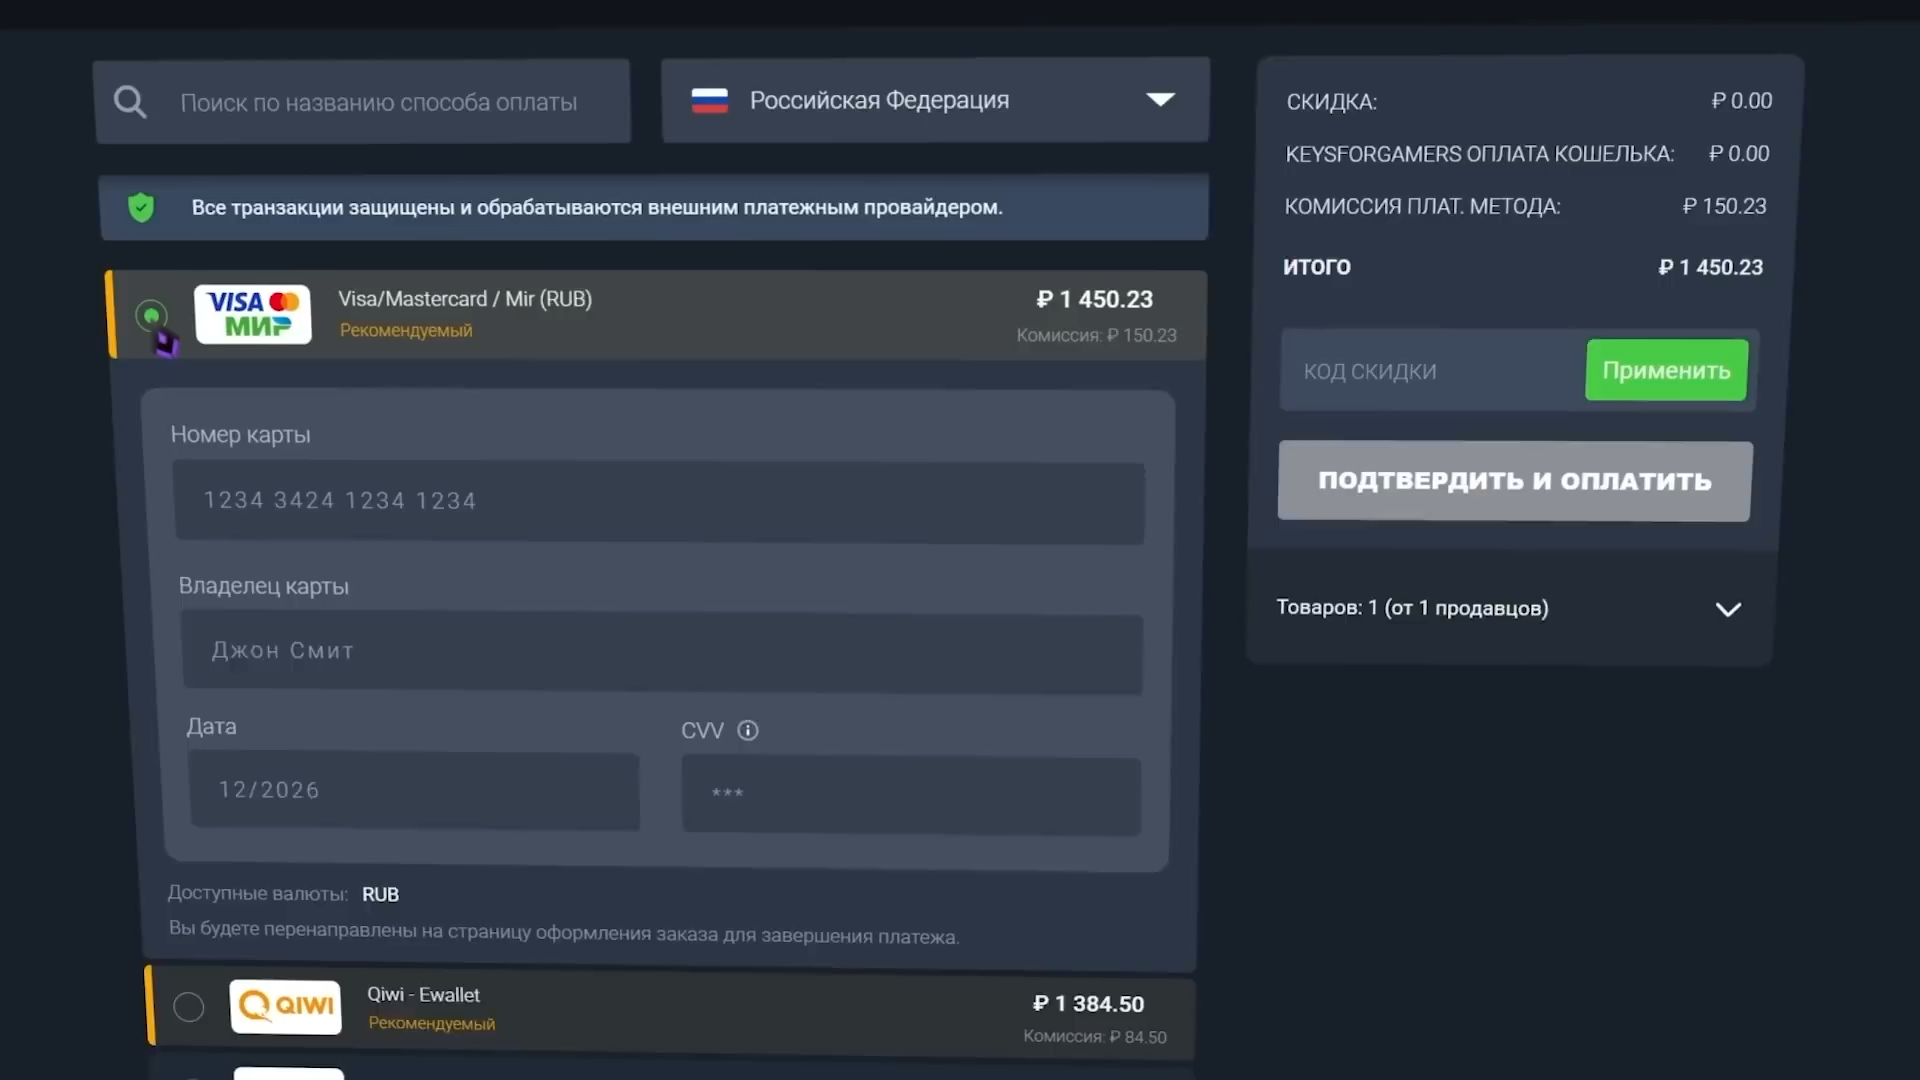 Поиск по названию способа оплаты
Российская Федерация
Все транзакции защищены и обрабатываются внешним платежным провайдером.
VISA
МИР
Visa/Mastercard / Mir (RUB)
Рекомендуемый
₽ 1 450.23
Комиссия: ₽ 150.23
Номер карты
1234 3424 1234 1234
Владелец карты
Джон Смит
Дата
CVV
12/2026
***
Доступные валюты: RUB
Вы будете перенаправлены на страницу оформления заказа для завершения платежа.
QIWI
Qiwi - Ewallet
Рекомендуемый
₽ 1 384.50
Комиссия: ₽ 84.50
СКИДКА: ₽ 0.00
KEYSFORGAMERS ОПЛАТА КОШЕЛЬКА: ₽ 0.00
КОМИССИЯ ПЛАТ. МЕТОДА: ₽ 150.23
ИТОГО ₽ 1 450.23
КОД СКИДКИ
Применить
ПОДТВЕРДИТЬ И ОПЛАТИТЬ
Товаров: 1 (от 1 продавцов)